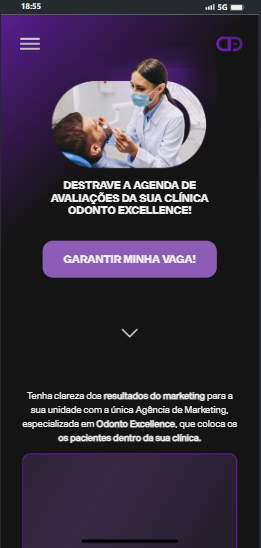 18:55
5G
DESTRAVE A AGENDA DE
AVALIAÇÕES DA SUA CLÍNICA
ODONTO EXCELLENCE!
GARANTIR MINHA VAGA!
Tenha clareza dos resultados do marketing para a
sua unidade com a única Agência de Marketing,
especializada em Odonto Excellence, que coloca os
os pacientes dentro da sua clínica.